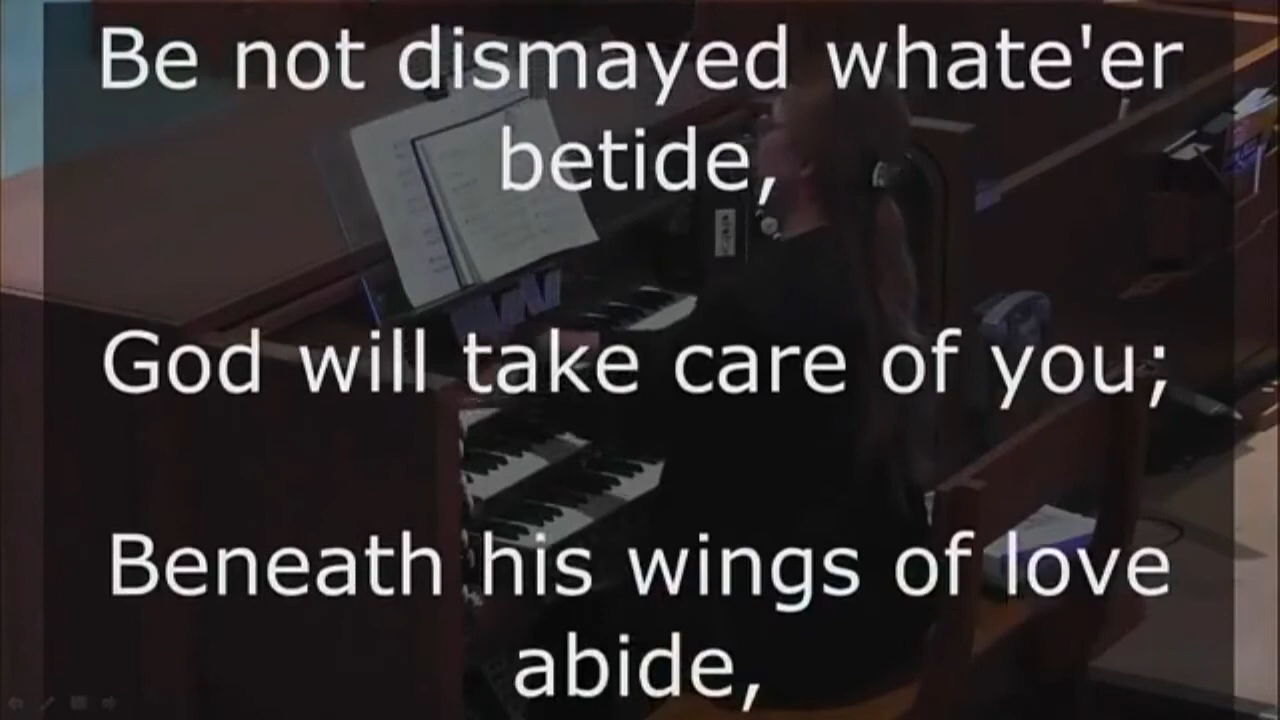 Be not dismayed whate'er
betide,
God will take care of you;
Beneath his wings of love
abide,